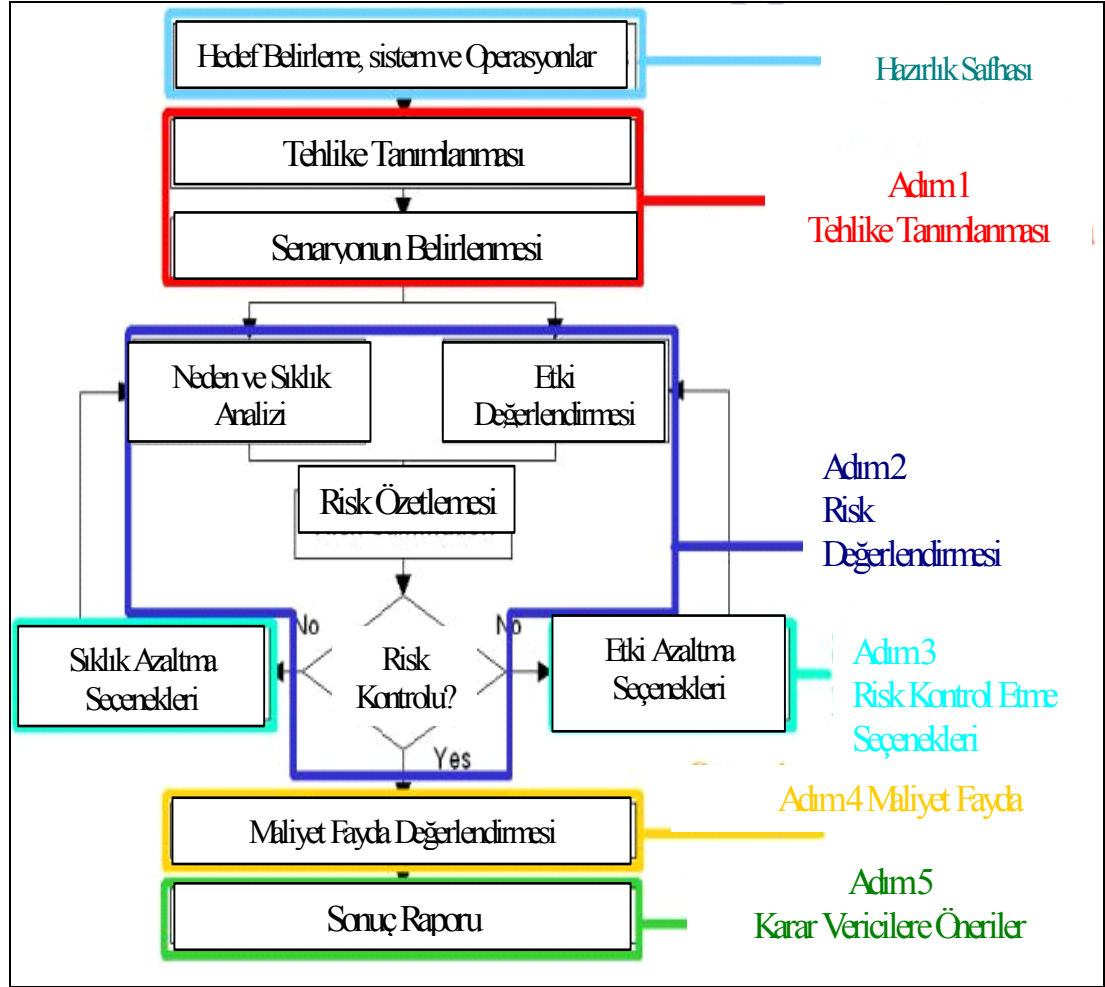 Hedef Belirleme, sistem ve Operasyonlar
Hazırlık Safhası
Tehlike Tanımlanması
Adım 1
Tehlike Tanımlanması
Senaryonun Belirlenmesi
Neden ve Sıklık
Analizi
Etki
Değerlendirmesi
Risk Özetlemesi
Adım 2
Risk
Değerlendirmesi
No
No
Sıklık Azaltma
Seçenekleri
Risk
Kontrolu?
Etki Azaltma
Seçenekleri
Adım 3
Risk Kontrol Etme
Seçenekleri
Yes
Maliyet Fayda Değerlendirmesi
Adım 4 Maliyet Fayda
Sonuç Raporu
Adım 5
Karar Vericilere Öneriler